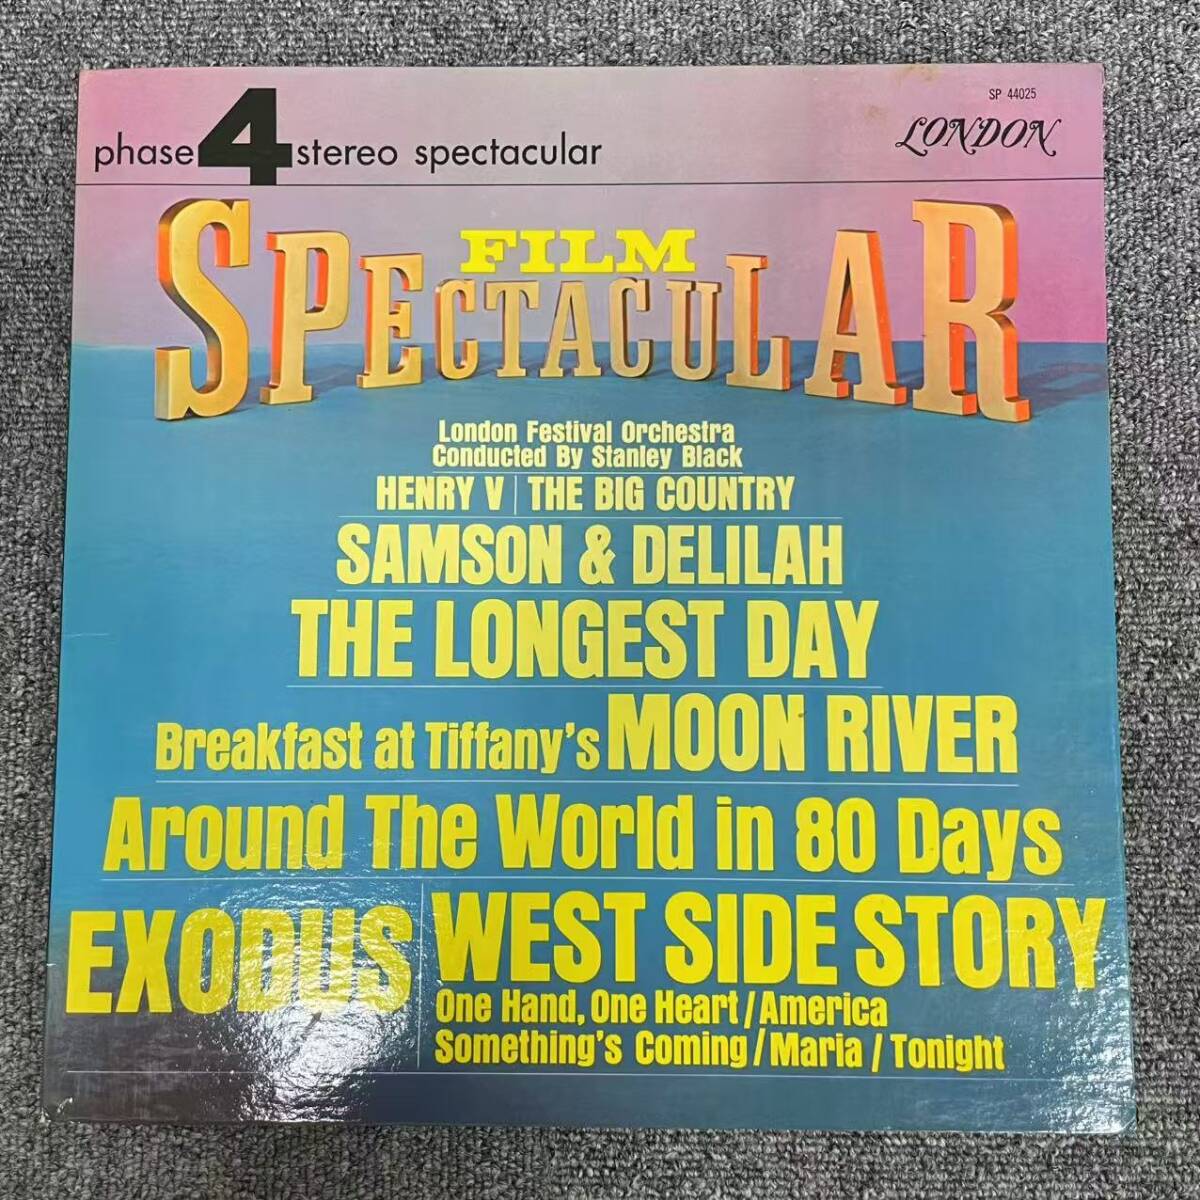 SP 44025
LONDON
phase 4 stereo spectacular
FILM
SPECTACULAR
London Festival Orchestra
Conducted By Stanley Black
HENRY V | THE BIG COUNTRY
SAMSON & DELILAH
THE LONGEST DAY
Breakfast at Tiffany's MOON RIVER
Around The World in 80 Days
EXODUS
WEST SIDE STORY
One Hand, One Heart / America
Something's Coming / Maria / Tonight